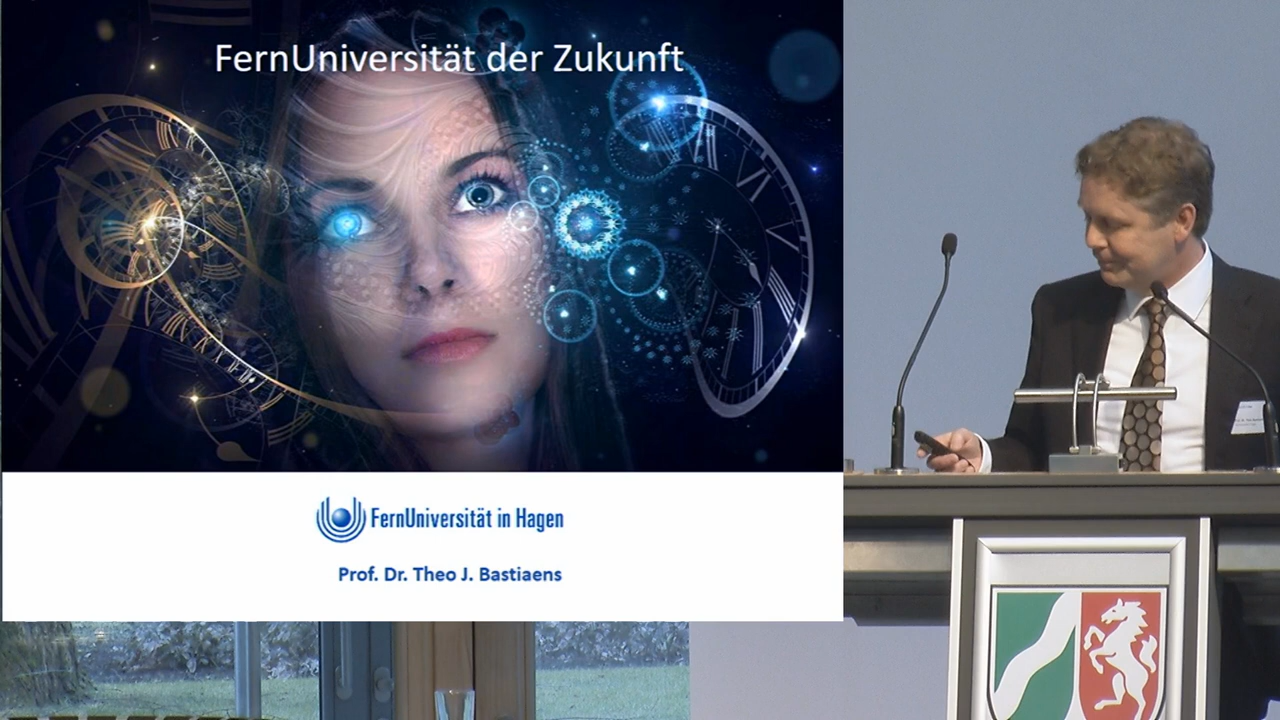 FernUniversität der Zukunft
FernUniversität in Hagen
Prof. Dr. Theo J. Bastiaens